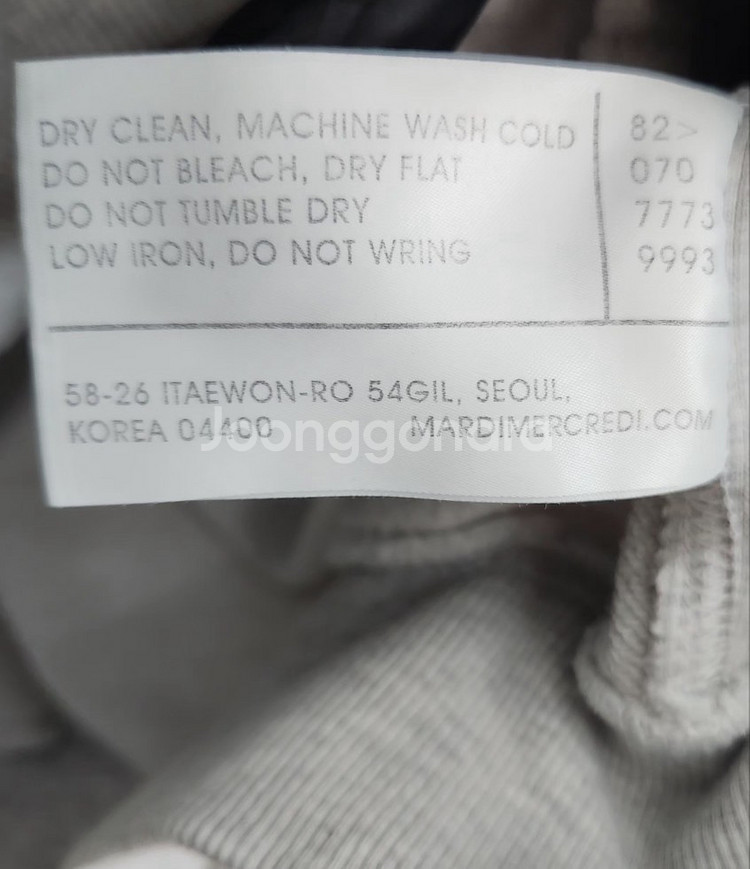 DRY CLEAN, MACHINE WASH COLD
DO NOT BLEACH, DRY FLAT
DO NOT TUMBLE DRY
LOW IRON, DO NOT WRING
82>
070
7773
9993
58-26 ITAEWON-RO 54GIL, SEOUL,
KOREA 04400 MARDIMERCREDI.COM
Joonggonara